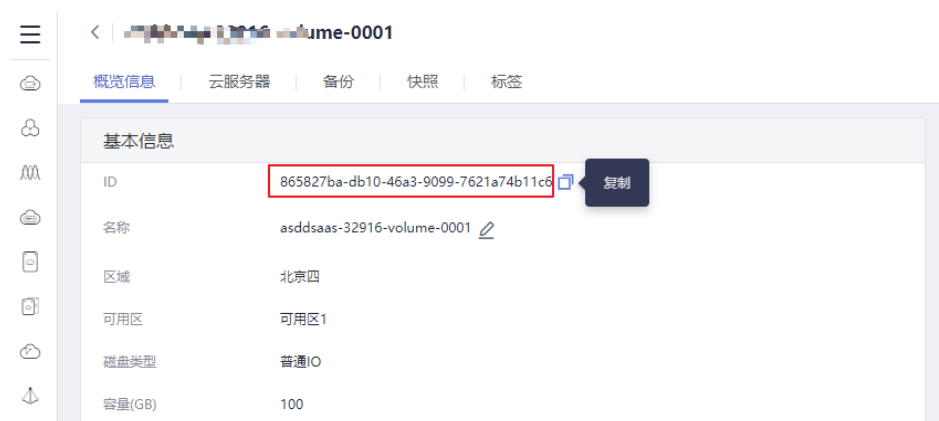 ume-0001
概览信息 云服务器 备份 快照 标签
基本信息
ID 865827ba-db10-46a3-9099-7621a74b11c6 复制
名称 asddsaas-32916-volume-0001
区域 北京四
可用区 可用区1
磁盘类型 普通IO
容量(GB) 100